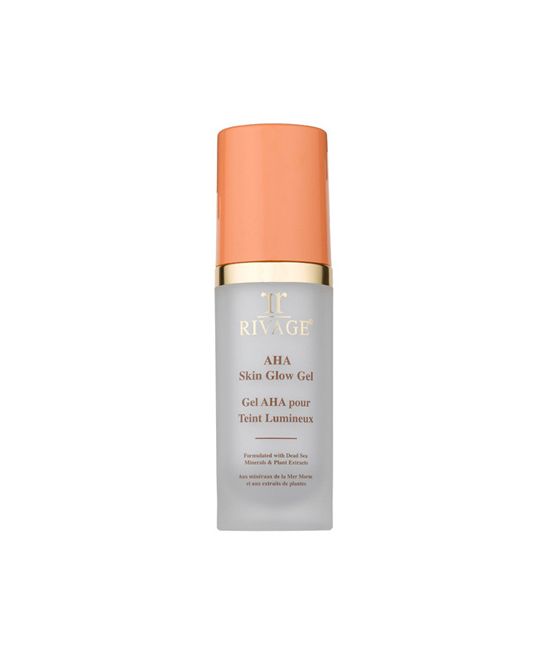 RIVAGE®
AHA
Skin Glow Gel
Gel AHA pour
Teint Lumineux
Formulated with Dead Sea
Minerals & Plant Extracts
Aux minéraux de la Mer Morte
et aux extraits de plantes